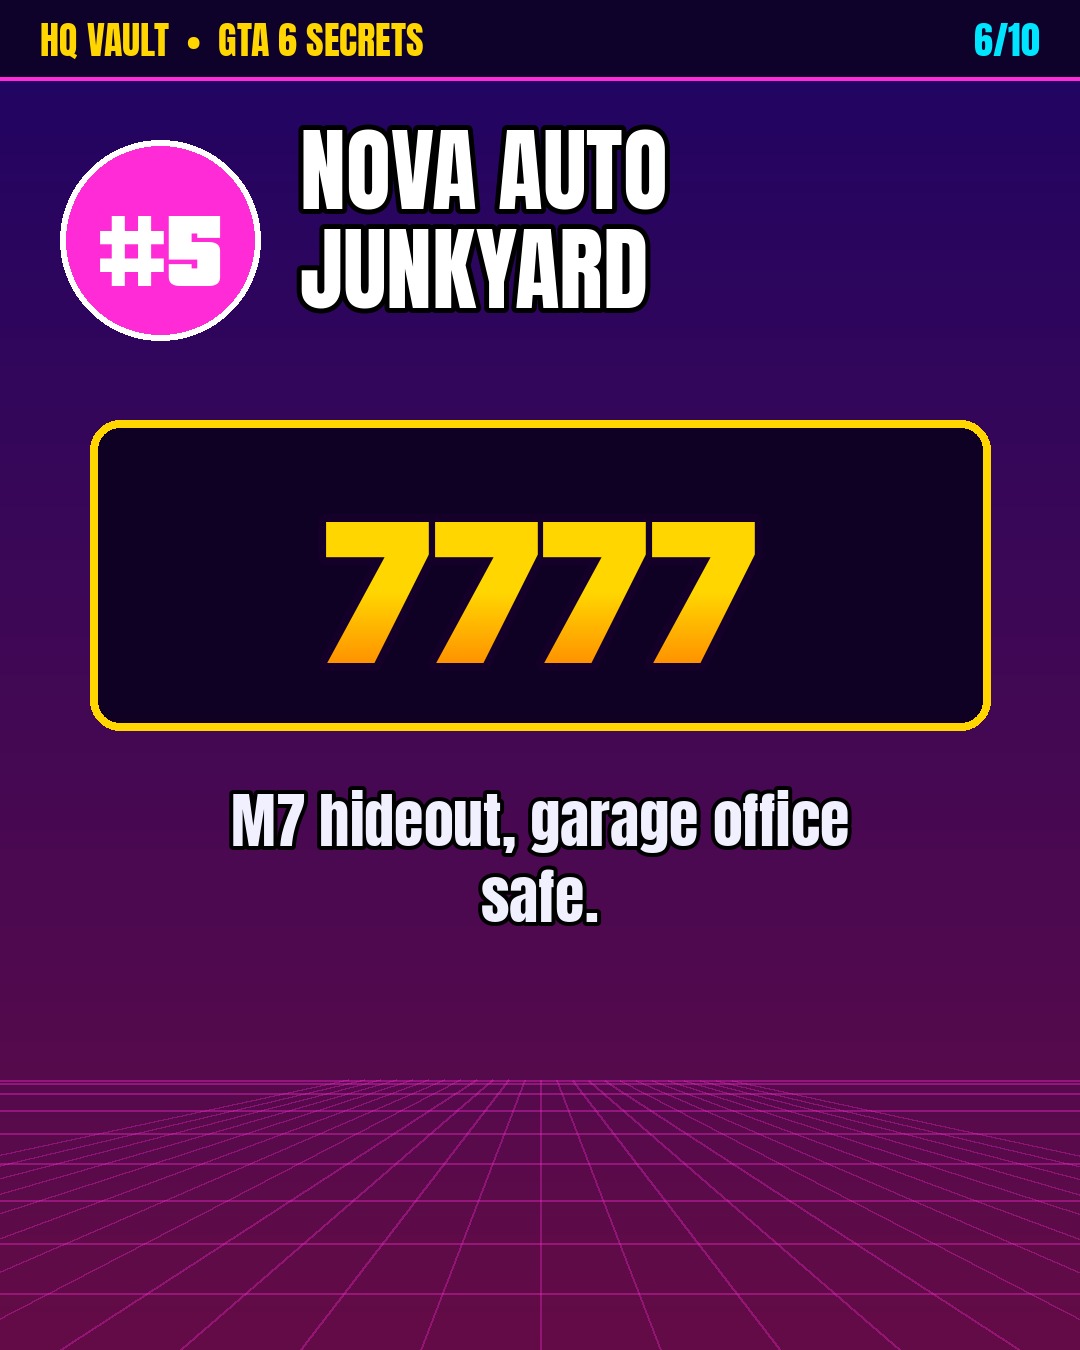 HQ VAULT • GTA 6 SECRETS
6/10
#5
NOVA AUTO
JUNKYARD
7777
M7 hideout, garage office
safe.